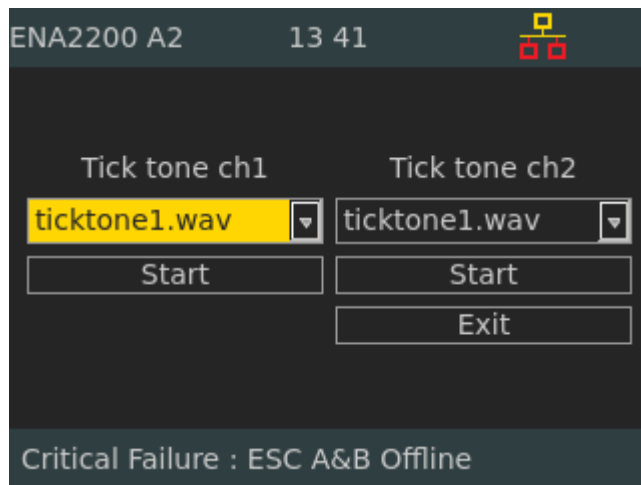 ENA2200 A2 13 41
Tick tone ch1 Tick tone ch2
ticktone1.wav ticktone1.wav
Start Start
Exit
Critical Failure : ESC A&B Offline